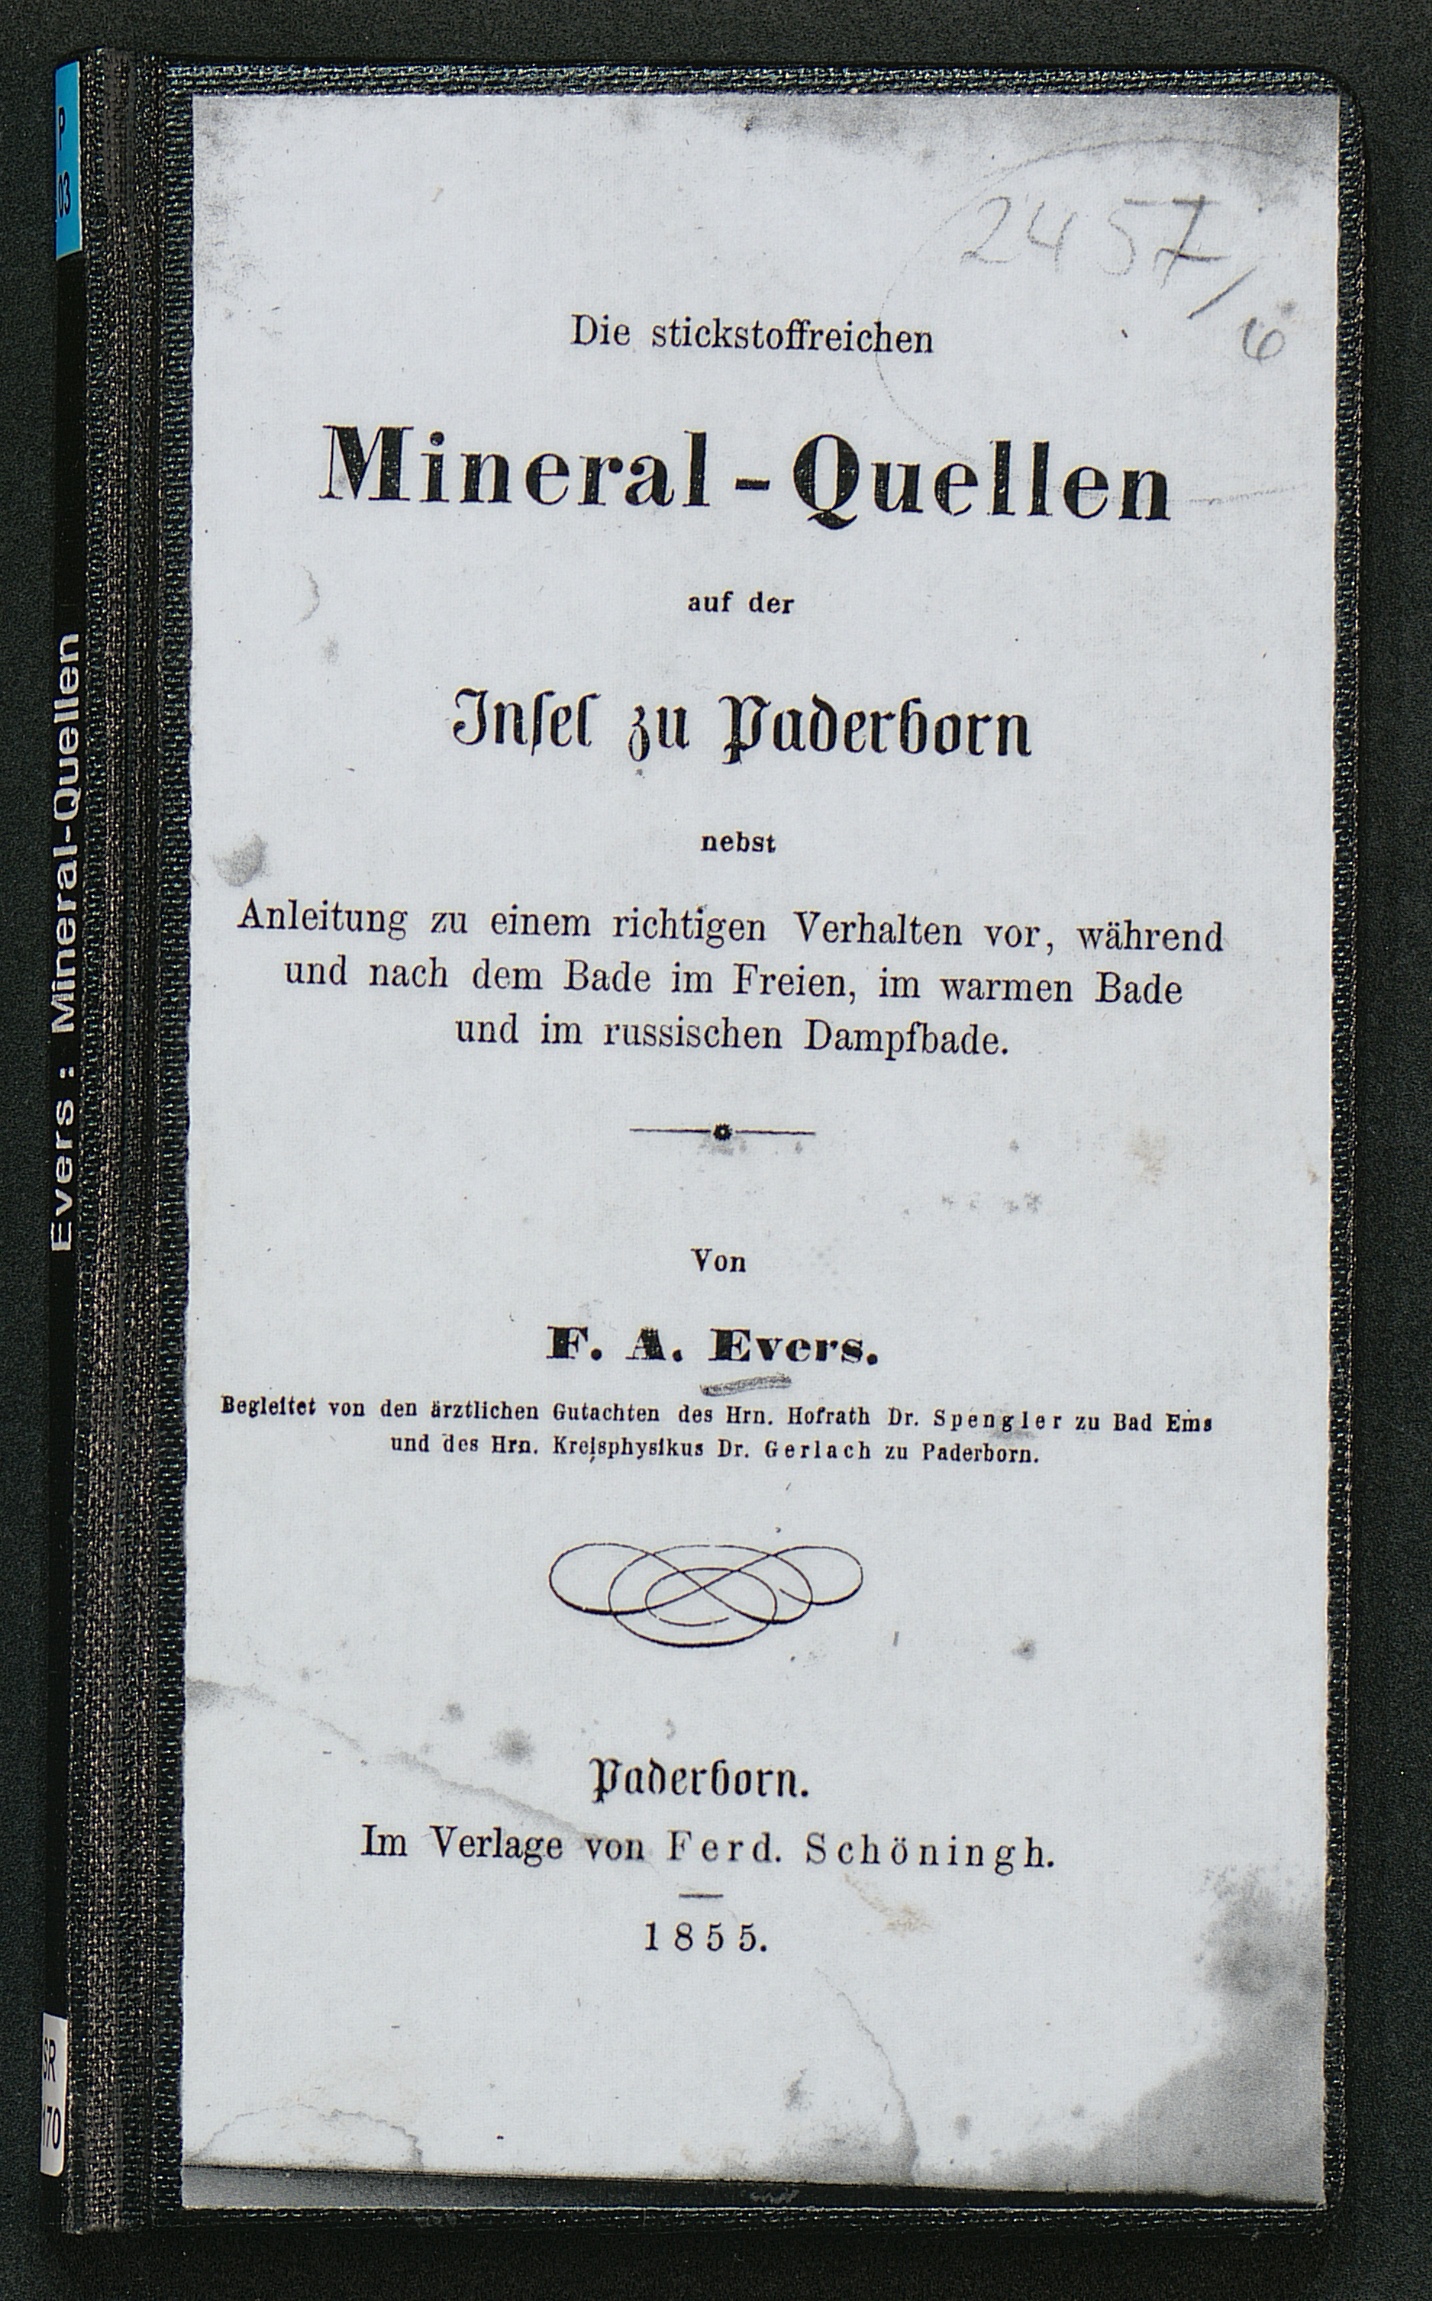 P
03
Evers : Mineral-Quellen
SR
170
2457/6
Die stickstoffreichen
Mineral-Quellen
auf der
Inſel zu Paderborn
nebst
Anleitung zu einem richtigen Verhalten vor, während
und nach dem Bade im Freien, im warmen Bade
und im russischen Dampfbade.
Von
F. A. Evers.
Begleitet von den ärztlichen Gutachten des Hrn. Hofrath Dr. Spengler zu Bad Ems
und des Hrn. Kreisphysikus Dr. Gerlach zu Paderborn.
Paderborn.
Im Verlage von Ferd. Schöningh.
1855.